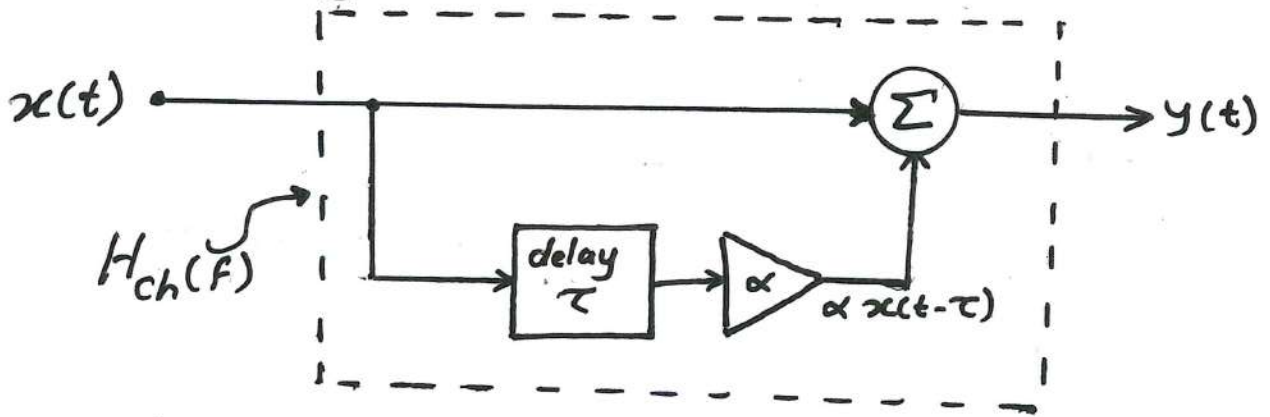 x(t)
Σ
y(t)
H_ch(f)
delay
τ
α
α x(t-τ)